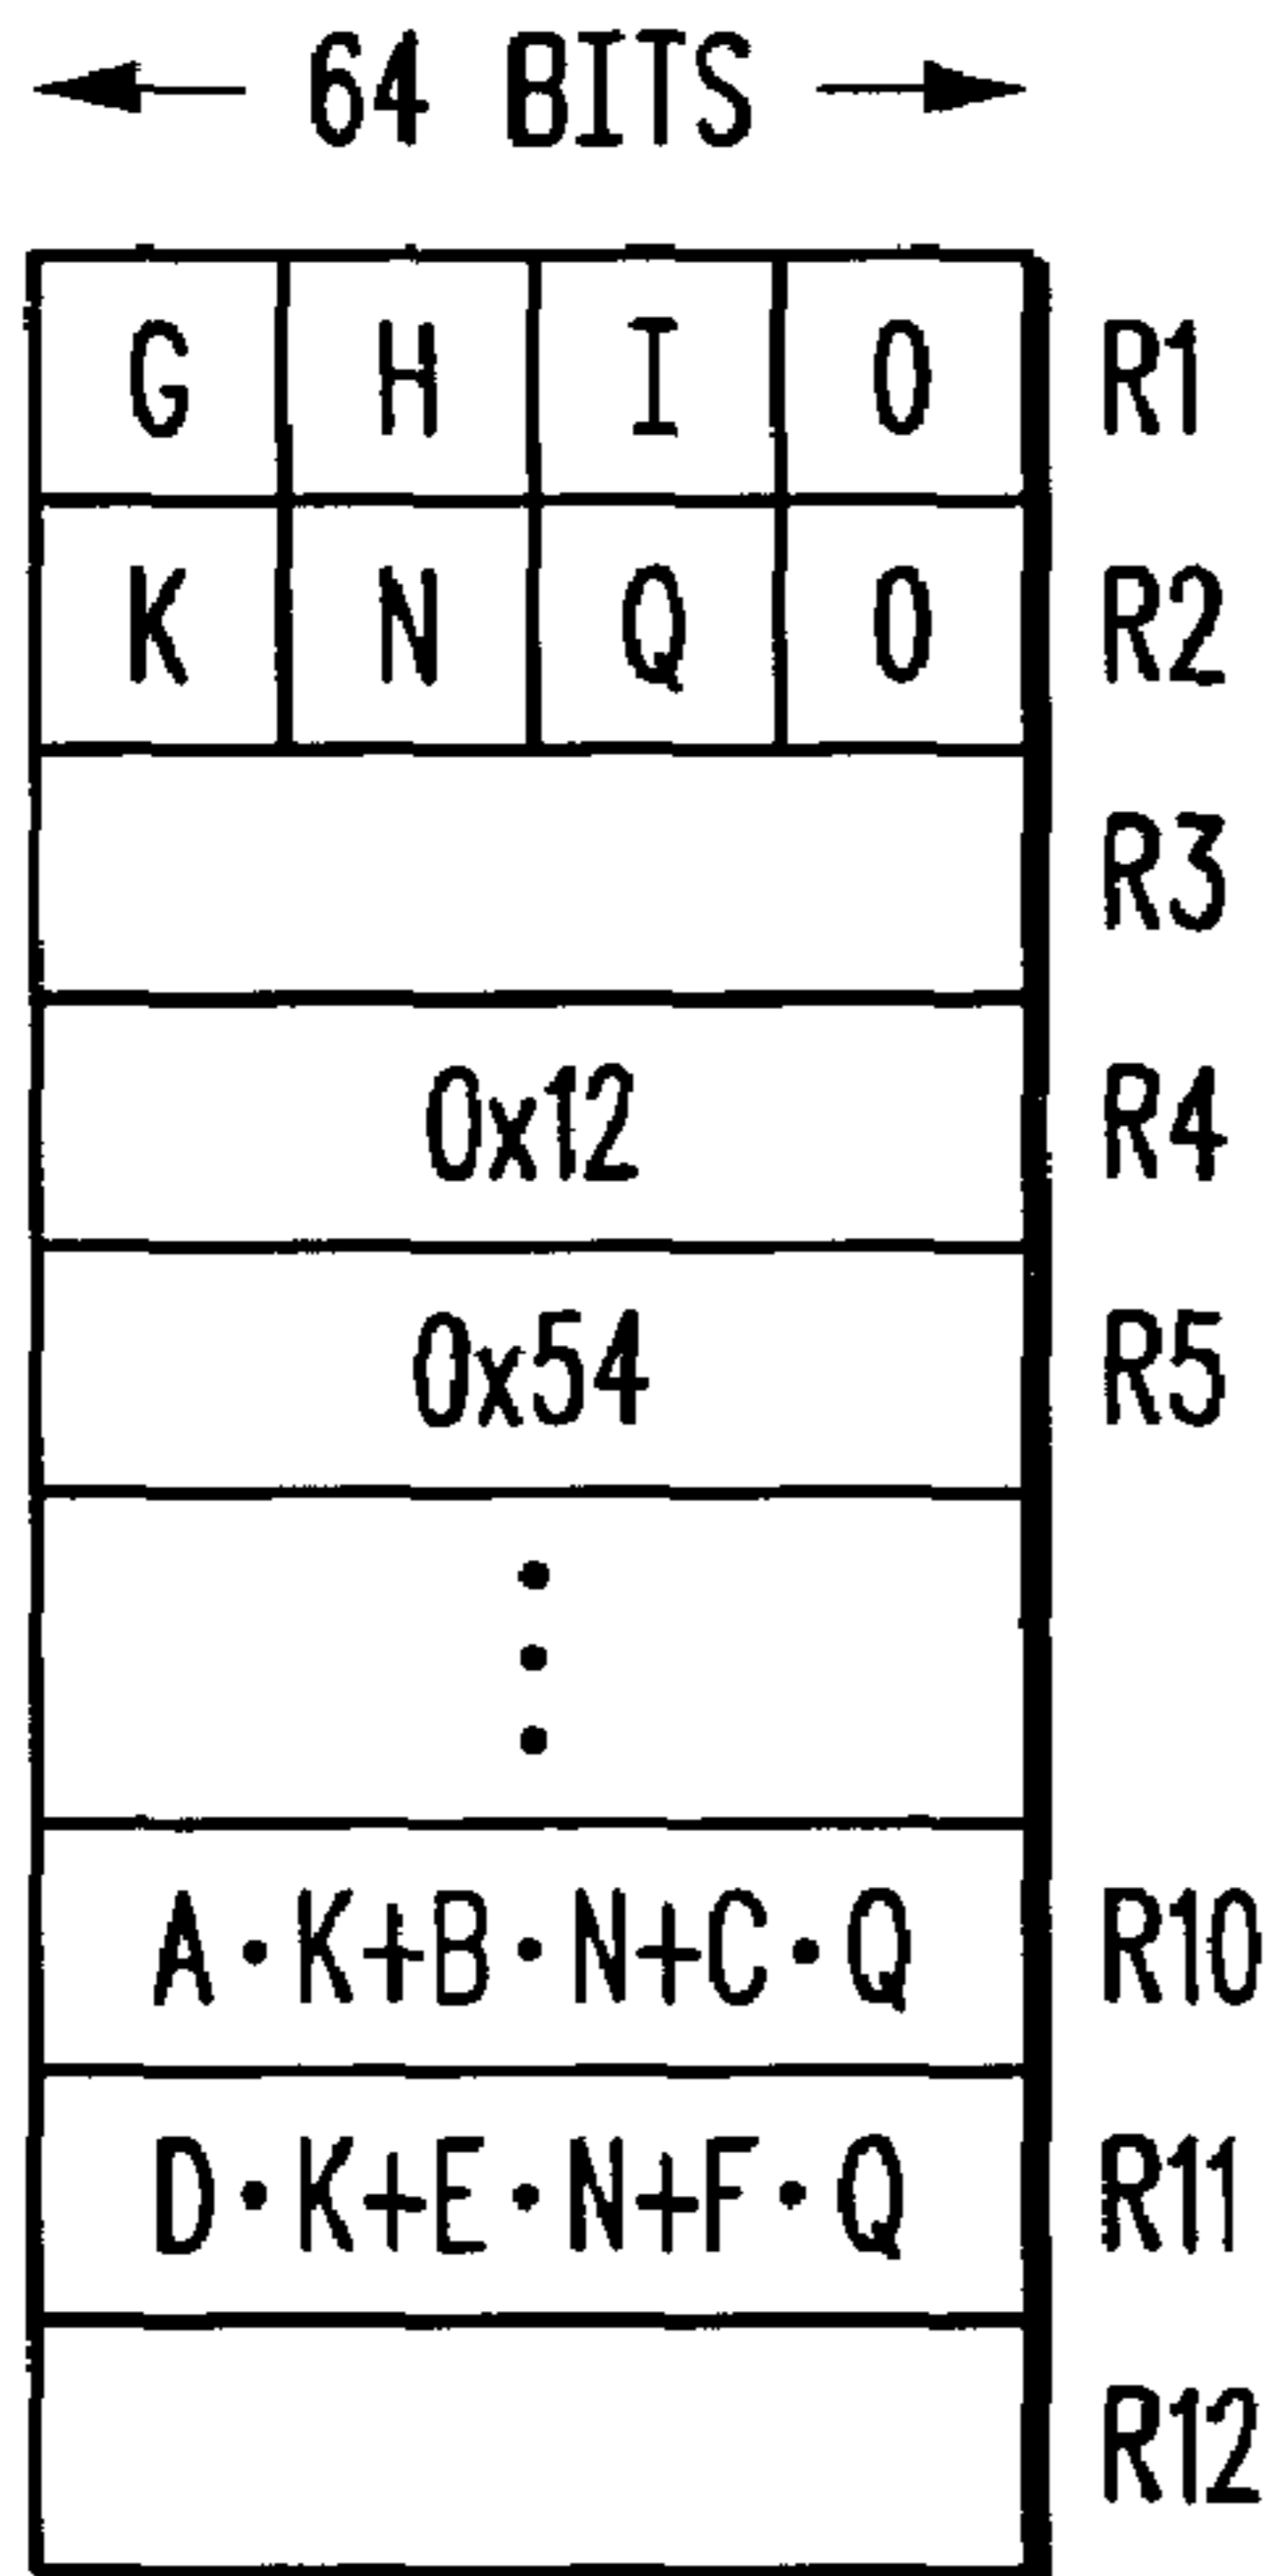 64 BITS
G H I 0 R1
K N Q 0 R2
R3
0x12 R4
0x54 R5
A·K+B·N+C·Q R10
D·K+E·N+F·Q R11
R12